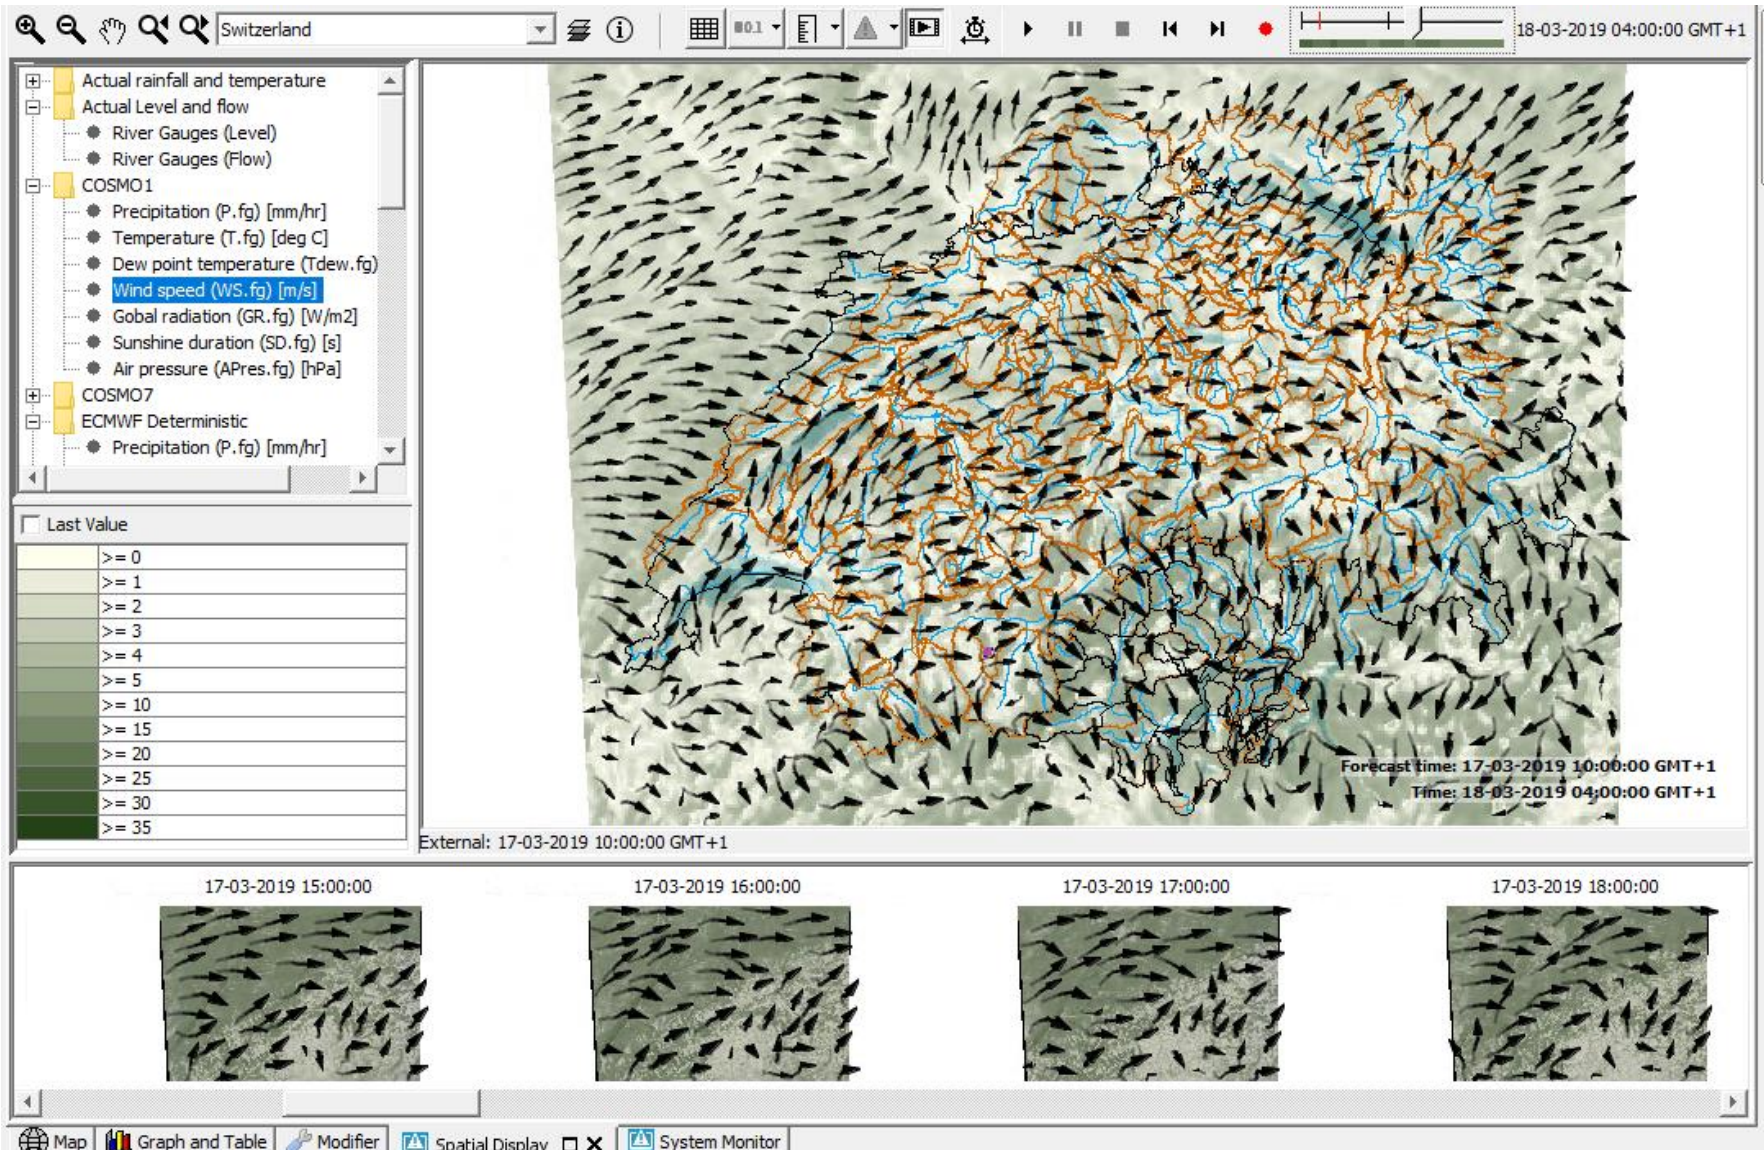 Switzerland
0.1
18-03-2019 04:00:00 GMT+1
Actual rainfall and temperature
Actual Level and flow
River Gauges (Level)
River Gauges (Flow)
COSMO1
Precipitation (P.fg) [mm/hr]
Temperature (T.fg) [deg C]
Dew point temperature (Tdew.fg)
Wind speed (WS.fg) [m/s]
Gobal radiation (GR.fg) [W/m2]
Sunshine duration (SD.fg) [s]
Air pressure (APres.fg) [hPa]
COSMO7
ECMWF Deterministic
Precipitation (P.fg) [mm/hr]
Last Value
>= 0
>= 1
>= 2
>= 3
>= 4
>= 5
>= 10
>= 15
>= 20
>= 25
>= 30
>= 35
Forecast time: 17-03-2019 10:00:00 GMT+1
Time: 18-03-2019 04:00:00 GMT+1
External: 17-03-2019 10:00:00 GMT+1
17-03-2019 15:00:00 17-03-2019 16:00:00 17-03-2019 17:00:00 17-03-2019 18:00:00
Map Graph and Table Modifier Spatial Display System Monitor